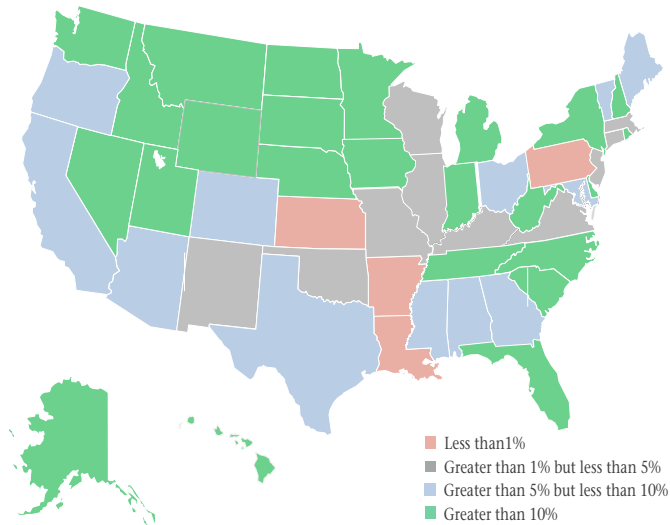 Less than1%
Greater than 1% but less than 5%
Greater than 5% but less than 10%
Greater than 10%